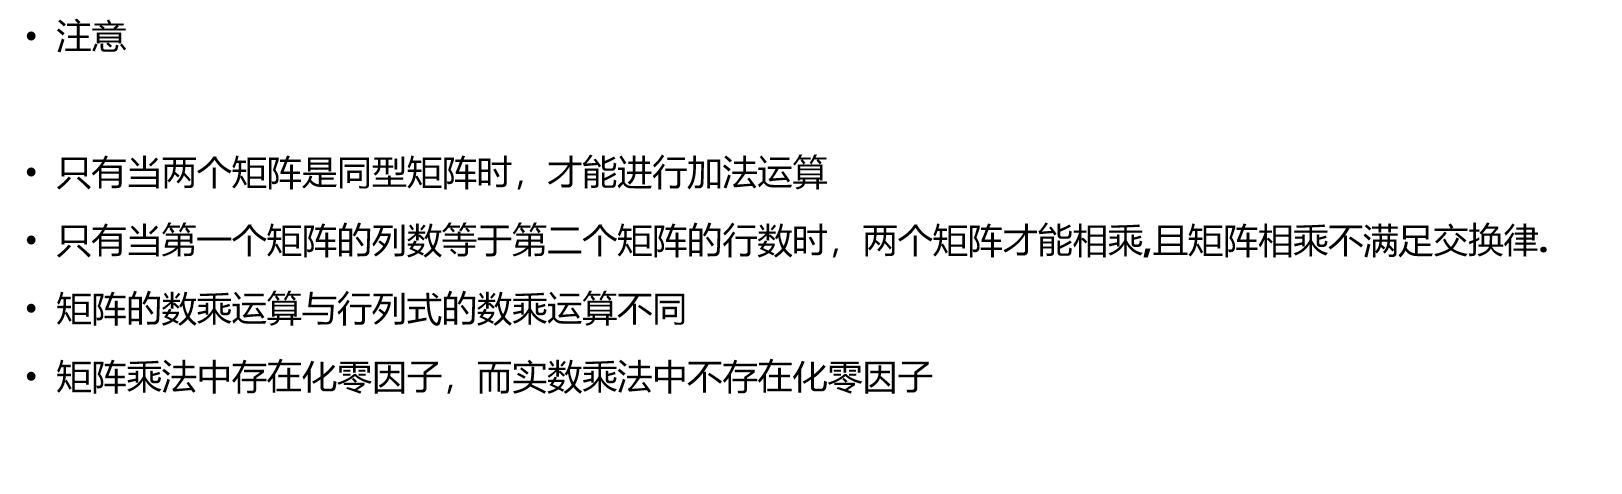 • 注意
• 只有当两个矩阵是同型矩阵时，才能进行加法运算
• 只有当第一个矩阵的列数等于第二个矩阵的行数时，两个矩阵才能相乘,且矩阵相乘不满足交换律.
• 矩阵的数乘运算与行列式的数乘运算不同
• 矩阵乘法中存在化零因子，而实数乘法中不存在化零因子